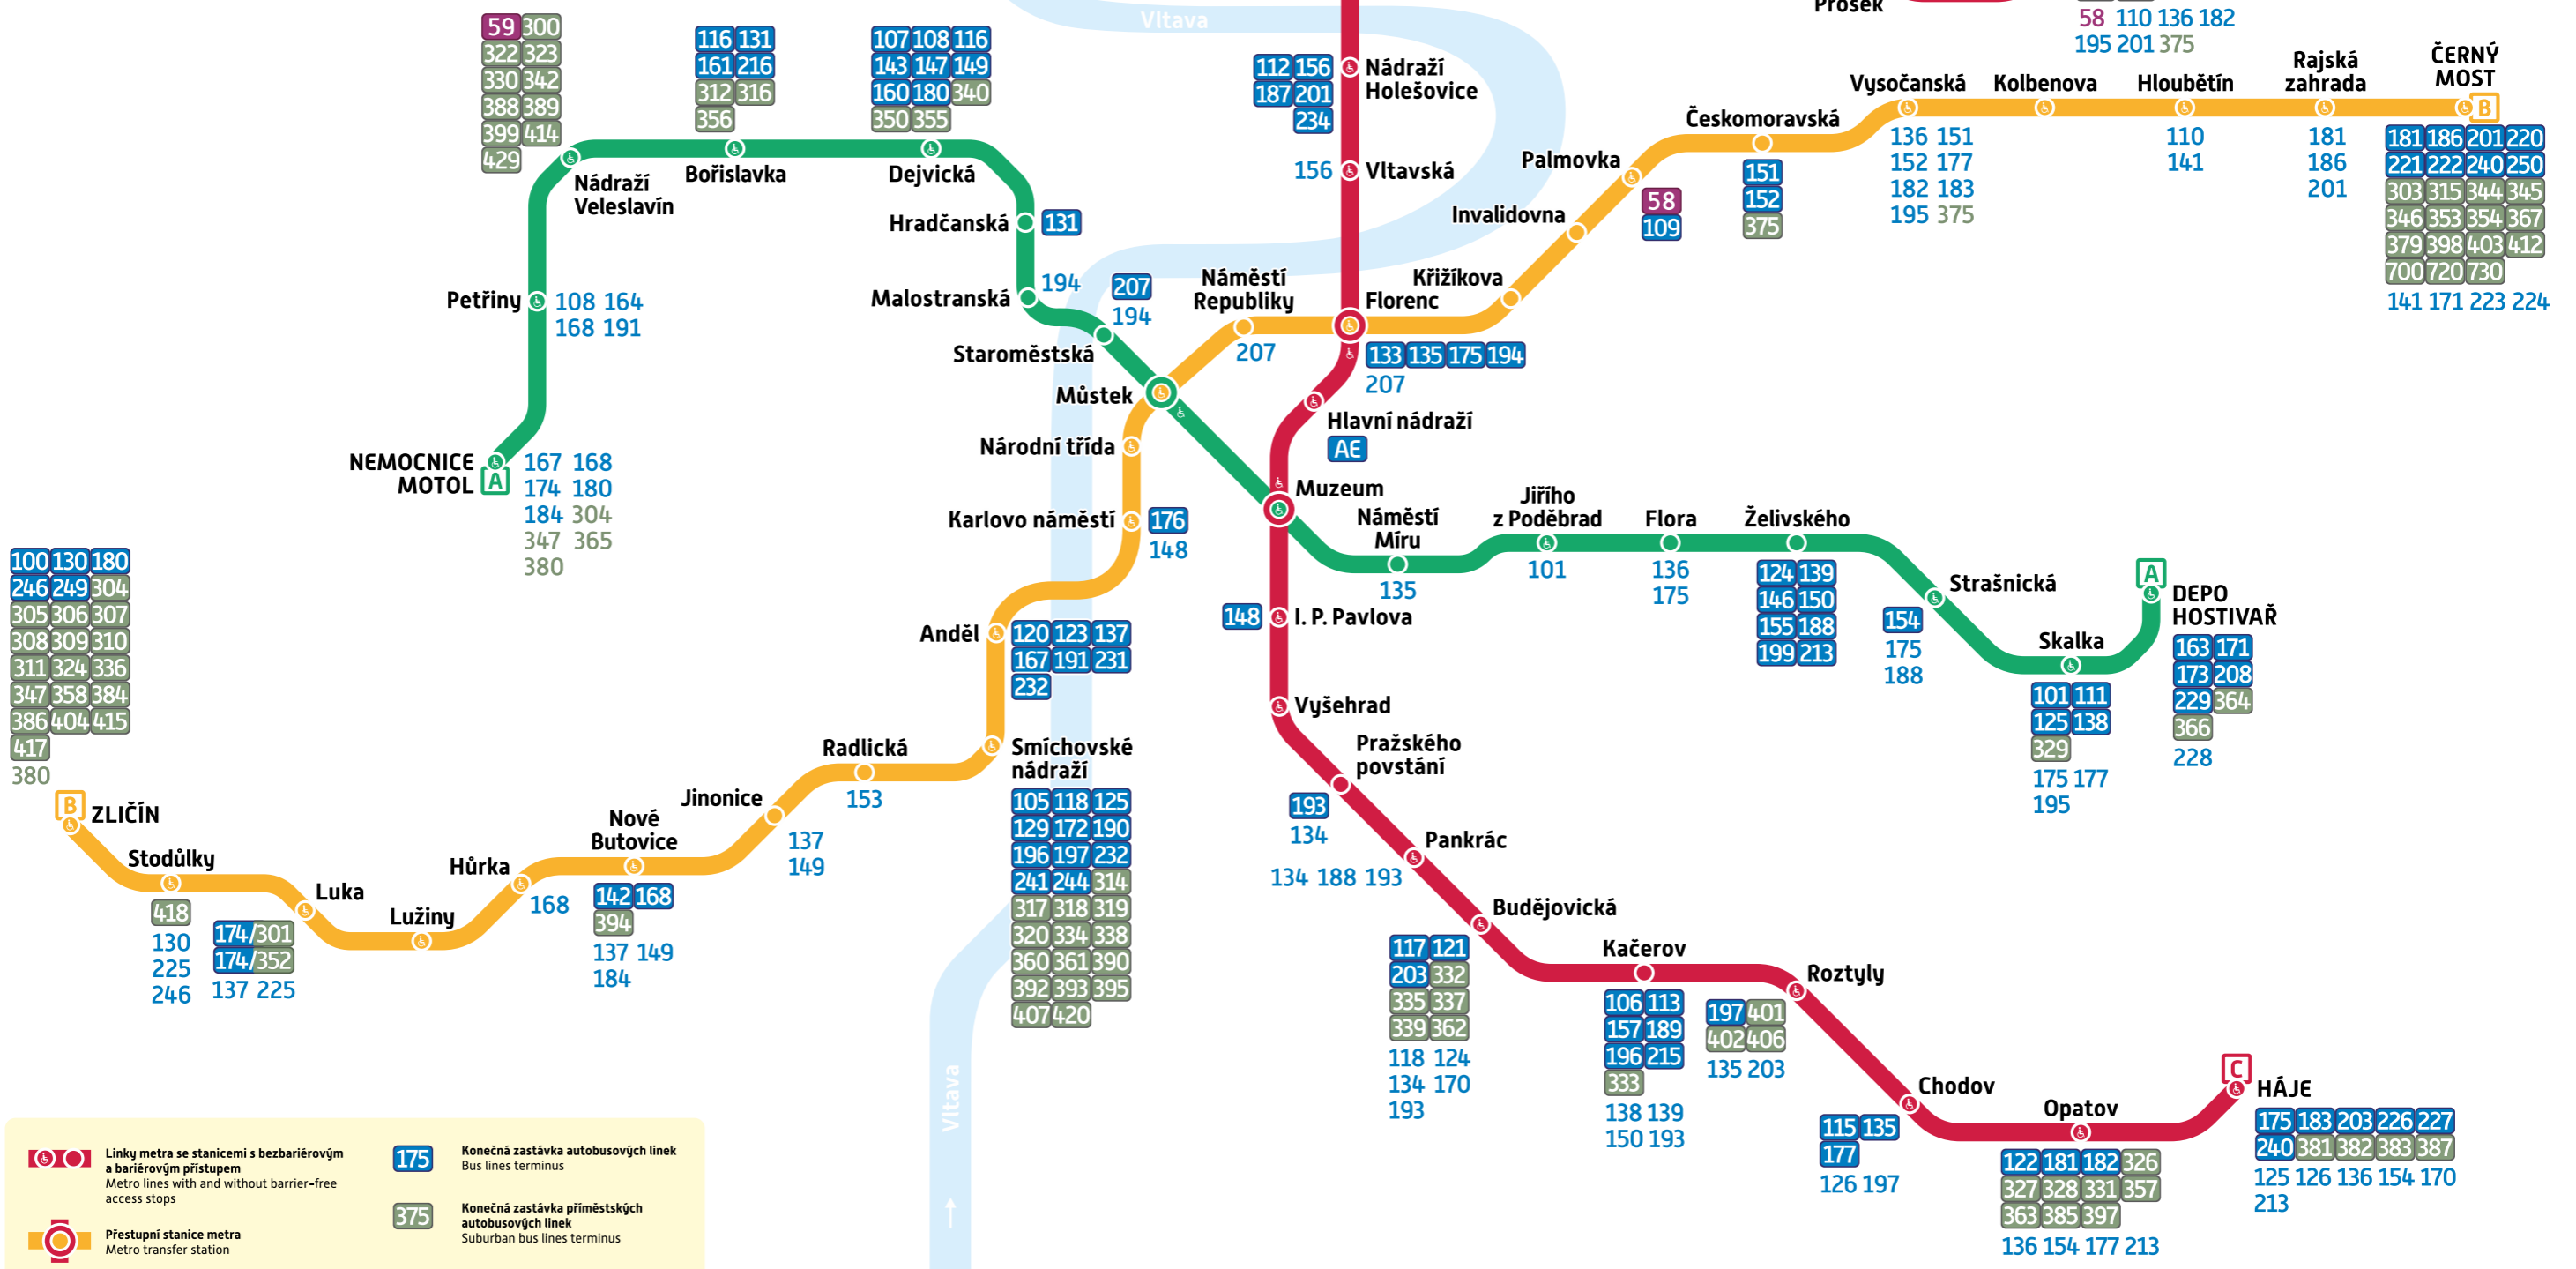 Vltava
Prosek
58 110 136 182
195 201 375
59 300
322 323
330 342
388 389
399 414
429
Nádraží
Veleslavín
116 131
161 216
312 316
356
Bořislavka
107 108 116
143 147 149
160 180 340
350 355
Dejvická
Hradčanská
131
Malostranská
194
207
194
Staroměstská
Petřiny
108 164
168 191
NEMOCNICE
MOTOL
A
167 168
174 180
184 304
347 365
380
112 156
187 201
234
Nádraží
Holešovice
156
Vltavská
Náměstí
Republiky
207
Florenc
133 135 175 194
207
Křižíkova
Invalidovna
Palmovka
58
109
Českomoravská
151
152
375
Vysočanská
136 151
152 177
182 183
195 375
Kolbenova
Hloubětín
110
141
Rajská
zahrada
181
186
201
ČERNÝ
MOST
B
181 186 201 220
221 222 240 250
303 315 344 345
346 353 354 367
379 398 403 412
700 720 730
141 171 223 224
Můstek
Hlavní nádraží
AE
Národní třída
Karlovo náměstí
176
148
Muzeum
Náměstí
Míru
135
Jiřího
z Poděbrad
101
Flora
136
175
Želivského
124 139
146 150
155 188
199 213
Strašnická
154
175
188
Skalka
101 111
125 138
329
175 177
195
A
DEPO
HOSTIVAŘ
163 171
173 208
229 364
366
228
148
I. P. Pavlova
Vyšehrad
Pražského
povstání
193
134
Pankrác
134 188 193
Budějovická
117 121
203 332
335 337
339 362
118 124
134 170
193
Kačerov
106 113
157 189
196 215
333
138 139
150 193
Roztyly
197 401
402 406
135 203
Chodov
115 135
177
126 197
Opatov
122 181 182 326
327 328 331 357
363 385 397
136 154 177 213
C
HÁJE
175 183 203 226 227
240 381 382 383 387
125 126 136 154 170
213
Anděl
120 123 137
167 191 231
232
Smíchovské
nádraží
105 118 125
129 172 190
196 197 232
241 244 314
317 318 319
320 334 338
360 361 390
392 393 395
407 420
Radlická
153
Jinonice
137
149
Nové
Butovice
142 168
394
137 149
184
Hůrka
168
Lužiny
Luka
174/301
174/352
137 225
Stodůlky
418
130
225
246
100 130 180
246 249 304
305 306 307
308 309 310
311 324 336
347 358 384
386 404 415
417
380
B
ZLIČÍN
Vltava
Linky metra se stanicemi s bezbariérovým
a bariérovým přístupem
Metro lines with and without barrier-free
access stops
Přestupní stanice metra
Metro transfer station
175
Konečná zastávka autobusových linek
Bus lines terminus
375
Konečná zastávka příměstských
autobusových linek
Suburban bus lines terminus